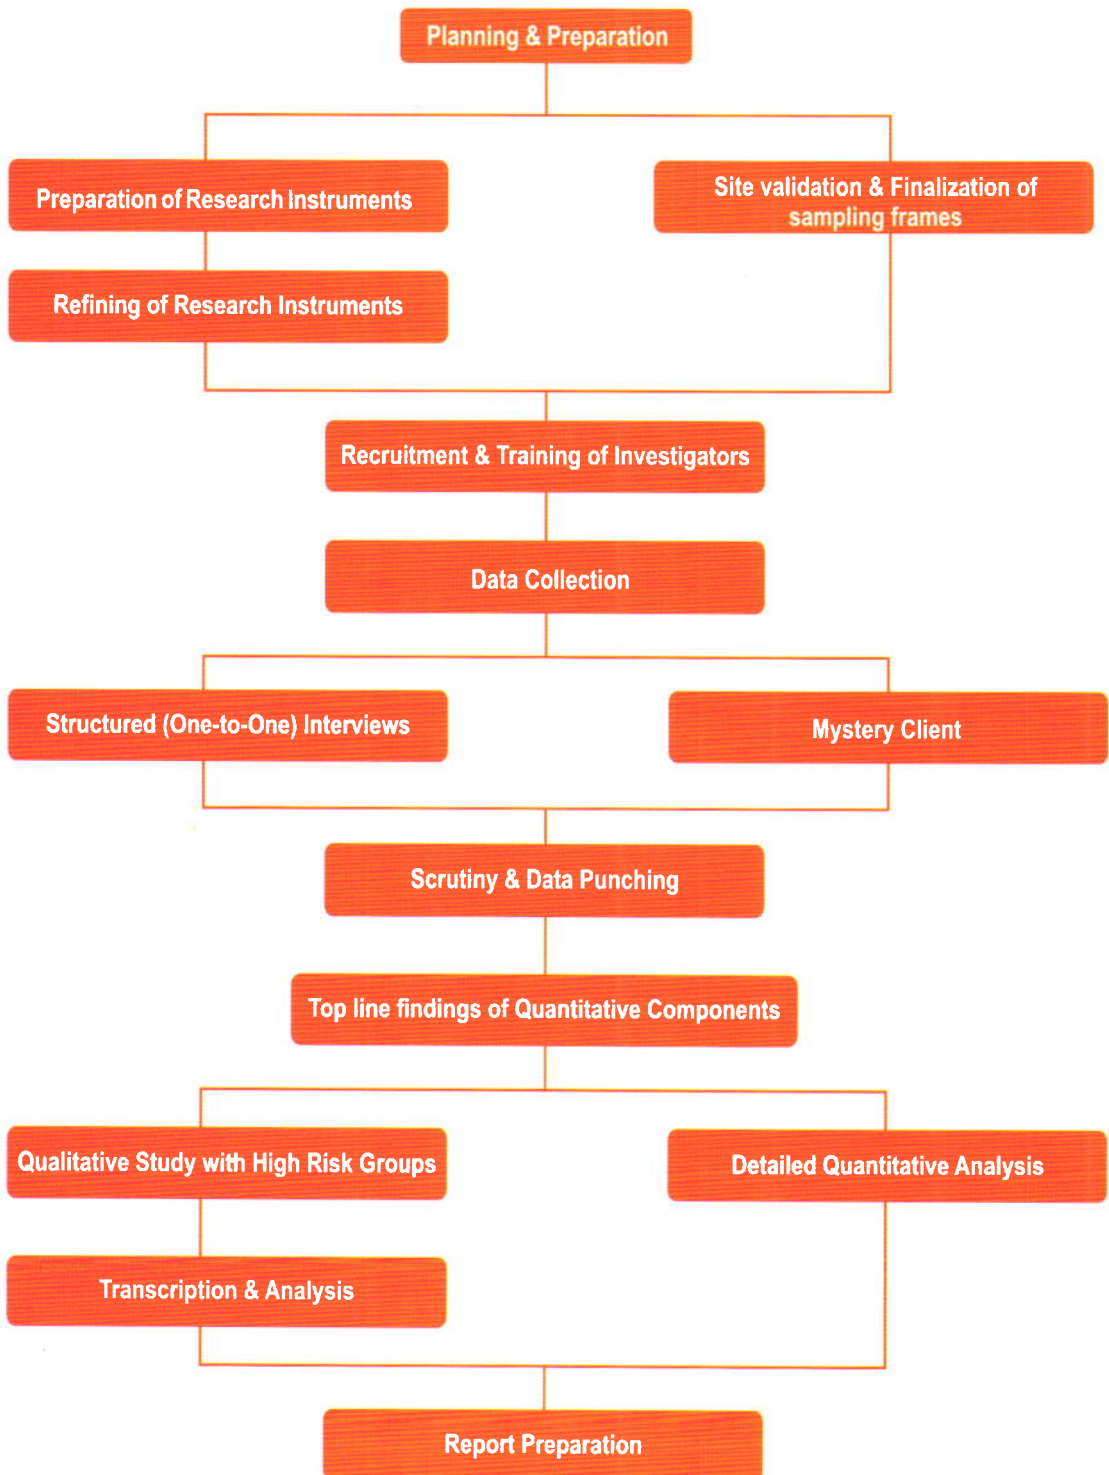 Planning & Preparation
Preparation of Research Instruments
Site validation & Finalization of
sampling frames
Refining of Research Instruments
Recruitment & Training of Investigators
Data Collection
Structured (One-to-One) Interviews
Mystery Client
Scrutiny & Data Punching
Top line findings of Quantitative Components
Qualitative Study with High Risk Groups
Detailed Quantitative Analysis
Transcription & Analysis
Report Preparation